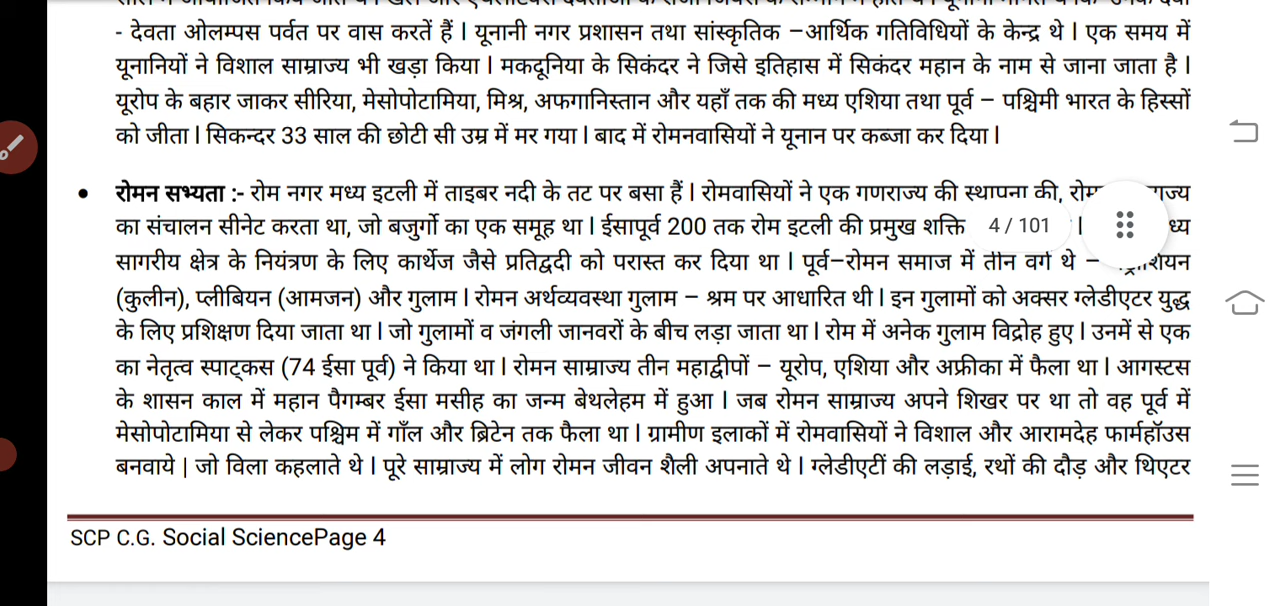 - देवता ओलम्पस पर्वत पर वास करतें हैं | यूनानी नगर प्रशासन तथा सांस्कृतिक –आर्थिक गतिविधियों के केन्द्र थे | एक समय में
यूनानियों ने विशाल साम्राज्य भी खड़ा किया | मकदूनिया के सिकंदर ने जिसे इतिहास में सिकंदर महान के नाम से जाना जाता है |
यूरोप के बहार जाकर सीरिया, मेसोपोटामिया, मिश्र, अफगानिस्तान और यहाँ तक की मध्य एशिया तथा पूर्व – पश्चिमी भारत के हिस्सों
को जीता | सिकन्दर 33 साल की छोटी सी उम्र में मर गया | बाद में रोमनवासियों ने यूनान पर कब्जा कर दिया |
• रोमन सभ्यता :- रोम नगर मध्य इटली में ताइबर नदी के तट पर बसा हैं | रोमवासियों ने एक गणराज्य की स्थापना की,
का संचालन सीनेट करता था, जो बजुर्गो का एक समूह था | ईसापूर्व 200 तक रोम इटली की प्रमुख शक्ति 4 / 101 |
सागरीय क्षेत्र के नियंत्रण के लिए कार्थेज जैसे प्रतिद्वदी को परास्त कर दिया था | पूर्व–रोमन समाज में तीन वर्ग थे –
(कुलीन), प्लीबियन (आमजन) और गुलाम | रोमन अर्थव्यवस्था गुलाम – श्रम पर आधारित थी | इन गुलामों को अक्सर ग्लेडीएटर युद्ध
के लिए प्रशिक्षण दिया जाता था | जो गुलामों व जंगली जानवरों के बीच लड़ा जाता था | रोम में अनेक गुलाम विद्रोह हुए | उनमें से एक
का नेतृत्व स्पाट्कस (74 ईसा पूर्व) ने किया था | रोमन साम्राज्य तीन महाद्वीपों – यूरोप, एशिया और अफ्रीका में फैला था | आगस्टस
के शासन काल में महान पैगम्बर ईसा मसीह का जन्म बेथलेहम में हुआ | जब रोमन साम्राज्य अपने शिखर पर था तो वह पूर्व में
मेसोपोटामिया से लेकर पश्चिम में गाँल और ब्रिटेन तक फैला था | ग्रामीण इलाकों में रोमवासियों ने विशाल और आरामदेह फार्महॉउस
बनवाये | जो विला कहलाते थे | पूरे साम्राज्य में लोग रोमन जीवन शैली अपनाते थे | ग्लेडीएटीं की लड़ाई, रथों की दौड़ और थिएटर
SCP C.G. Social SciencePage 4